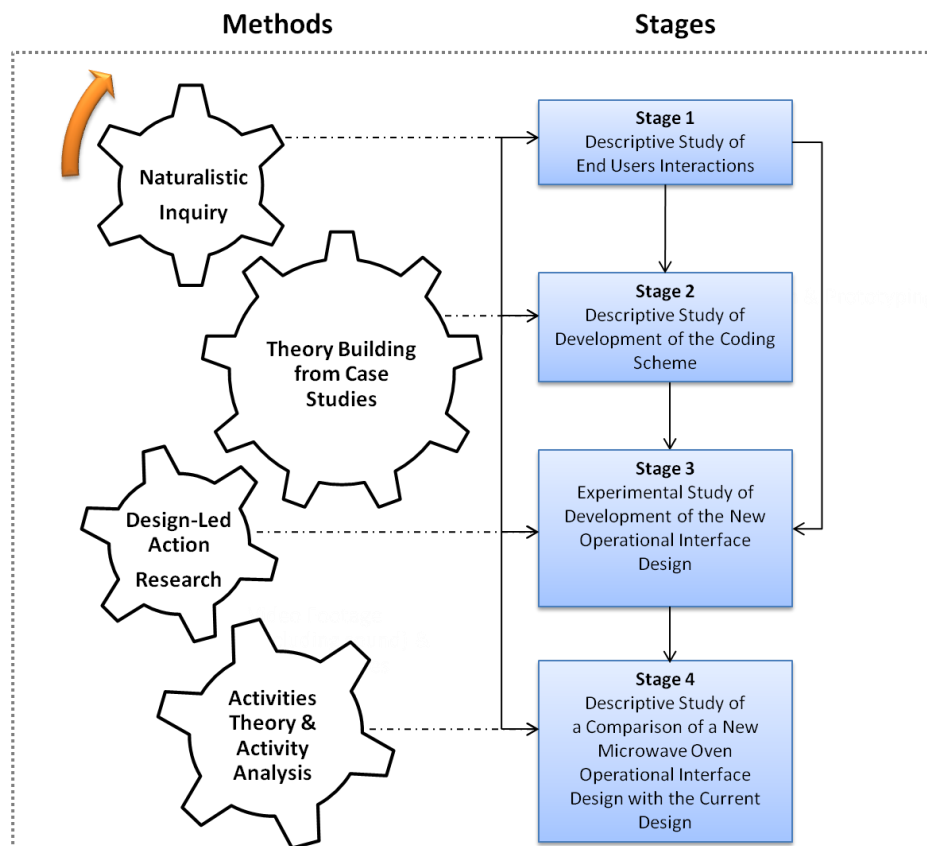 Methods
Stages
Naturalistic
Inquiry
Stage 1
Descriptive Study of
End Users Interactions
Theory Building
from Case
Studies
Stage 2
Descriptive Study of
Development of the Coding
Scheme
Design-Led
Action
Research
Stage 3
Experimental Study of
Development of the New
Operational Interface
Design
Activities
Theory &
Activity
Analysis
Stage 4
Descriptive Study of
a Comparison of a New
Microwave Oven
Operational Interface
Design with the Current
Design